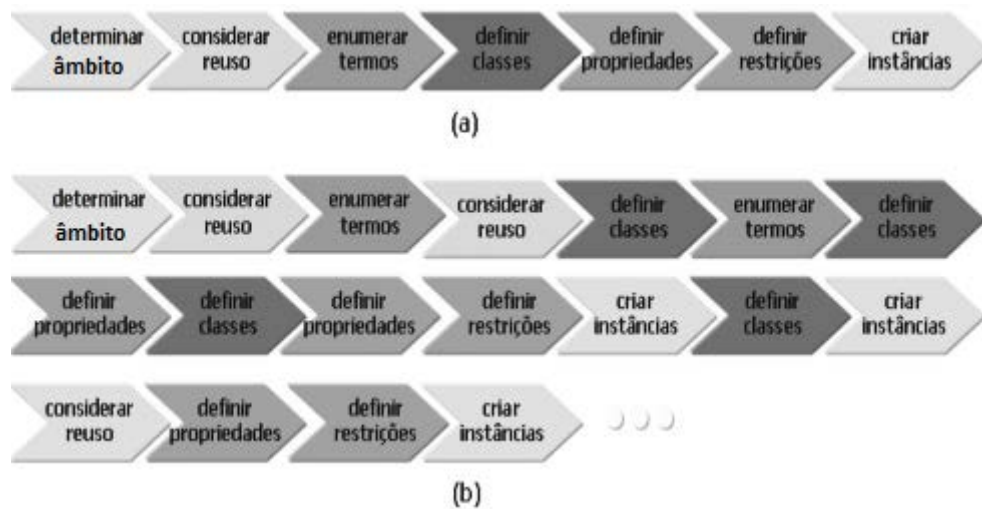 determinar considerar enumerar definir definir definir criar
âmbito reuso termos classes propriedades restrições instâncias
(a)
determinar considerar enumerar considerar definir enumerar definir
âmbito reuso termos reuso classes termos classes
definir definir definir definir criar definir criar
propriedades classes propriedades restrições instâncias classes instâncias
considerar definir definir criar
reuso propriedades restrições instâncias
(b)